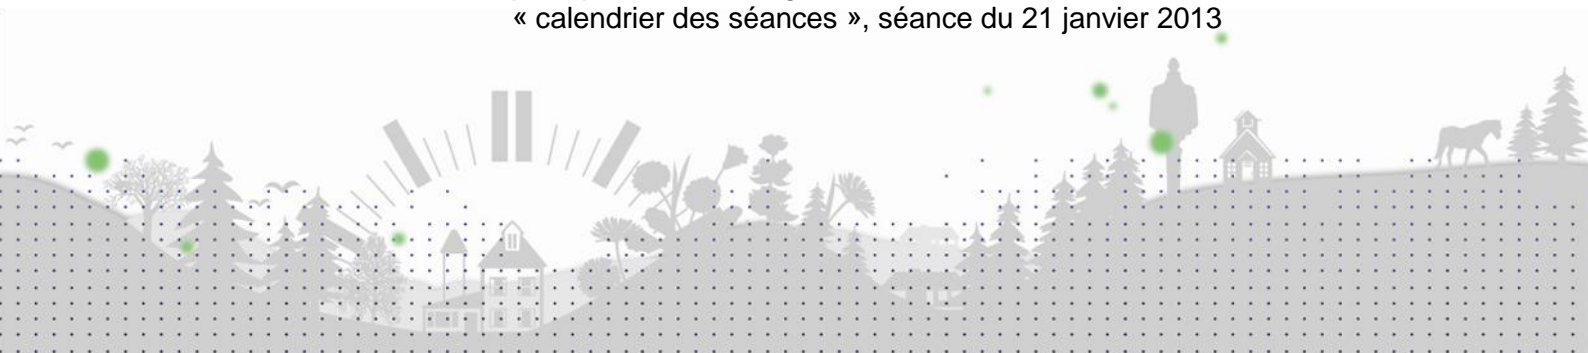 « calendrier des séances », séance du 21 janvier 2013